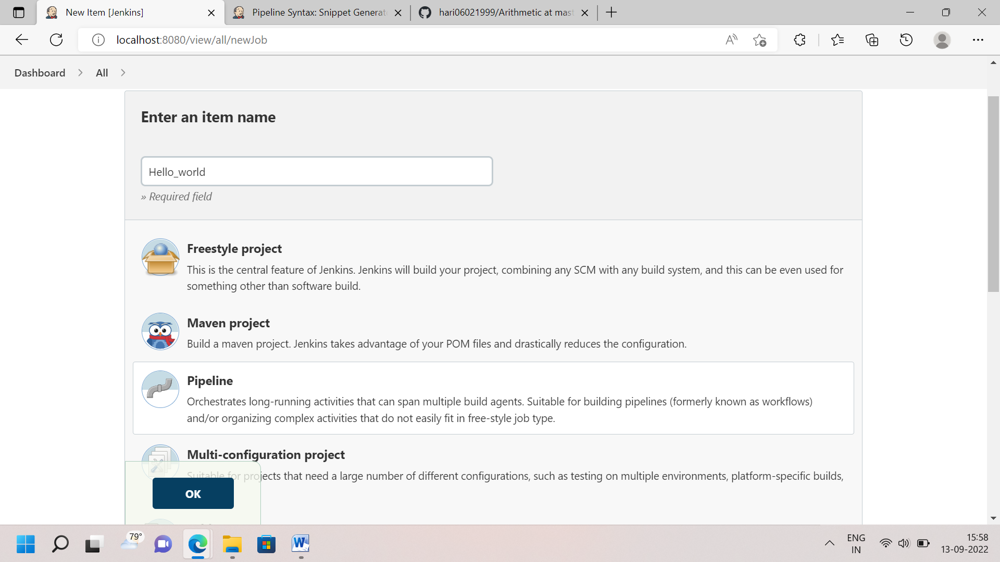 New Item [Jenkins]
Pipeline Syntax: Snippet Generat
hari06021999/Arithmetic at mast
localhost:8080/view/all/newJob
Dashboard
All
Enter an item name
Hello_world
» Required field
Freestyle project
This is the central feature of Jenkins. Jenkins will build your project, combining any SCM with any build system, and this can be even used for
something other than software build.
Maven project
Build a maven project. Jenkins takes advantage of your POM files and drastically reduces the configuration.
Pipeline
Orchestrates long-running activities that can span multiple build agents. Suitable for building pipelines (formerly known as workflows)
and/or organizing complex activities that do not easily fit in free-style job type.
Multi-configuration project
Suitable for projects that need a large number of different configurations, such as testing on multiple environments, platform-specific builds,
OK
79°
W
ENG
IN
15:58
13-09-2022